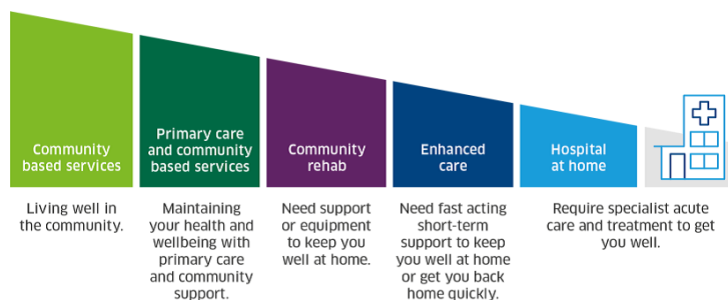 Community
based services
Primary care
and community
based services
Community
rehab
Enhanced
care
Hospital
at home
Living well in
the community.
Maintaining
your health and
wellbeing with
primary care
and community
support.
Need support
or equipment
to keep you
well at home.
Need fast acting
short-term
support to keep
you well at home
or get you back
home quickly.
Require specialist acute
care and treatment to get
you well.